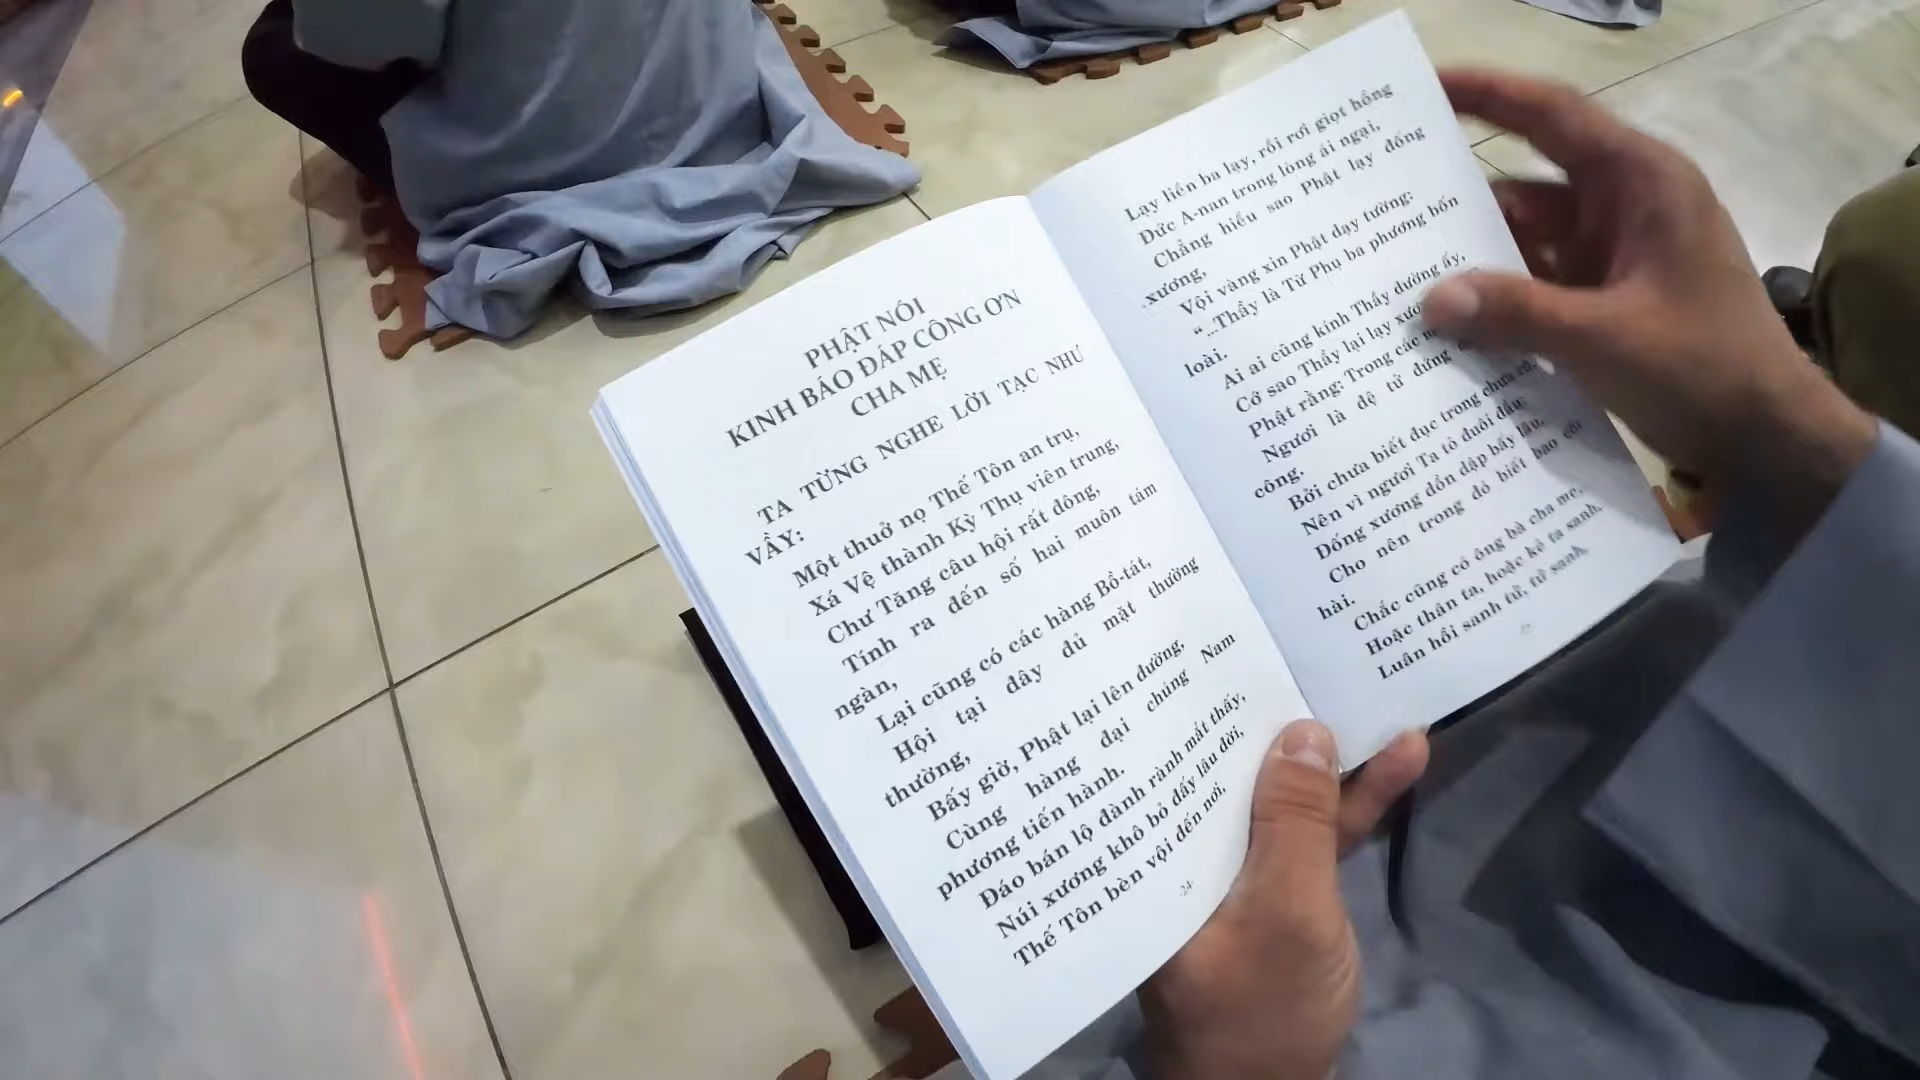 PHẬT NÓI
KINH BÁO ĐÁP CÔNG ƠN
CHA MẸ
TA TỪNG NGHE LỜI TẠC NHƯ
VẦY:
Một thuở nọ Thế Tôn an trụ,
Xá Vệ thành Kỳ Thụ viên trung,
Chư Tăng câu hội rất đông,
Tính ra đến số hai muôn tám
ngàn,
Lại cũng có các hàng Bồ-tát,
Hội tại đây đủ mặt thường
thường,
Bấy giờ, Phật lại lên đường,
Cùng hàng đại chúng Nam
phương tiến hành.
Đáo bán lộ đành rành mắt thấy,
Núi xương khô bỏ đấy lâu đời,
Thế Tôn bèn vội đến nơi,
24
Lạy liền ba lạy, rồi rơi giọt hồng
Đức A-nan trong lòng ái ngại,
Chẳng hiểu sao Phật lạy đống
xương,
Vội vàng xin Phật dạy tường:
"...Thầy là Từ Phụ ba phương bốn
loài.
Ai ai cũng kính Thầy dường ấy,
Cớ sao Thầy lại lạy
Phật rằng: Trong các
Ngươi là đệ tử đứng
công.
Bởi chưa biết đục trong chưa rõ,
Nên vì ngươi Ta tỏ đuôi đầu:
Đống xương dồn dập bấy lâu,
Cho nên trong đó biết bao cốt
hài.
Chắc cũng có ông bà cha mẹ,
Hoặc thân ta, hoặc kẻ ta sanh,
Luân hồi sanh tử, tử sanh,